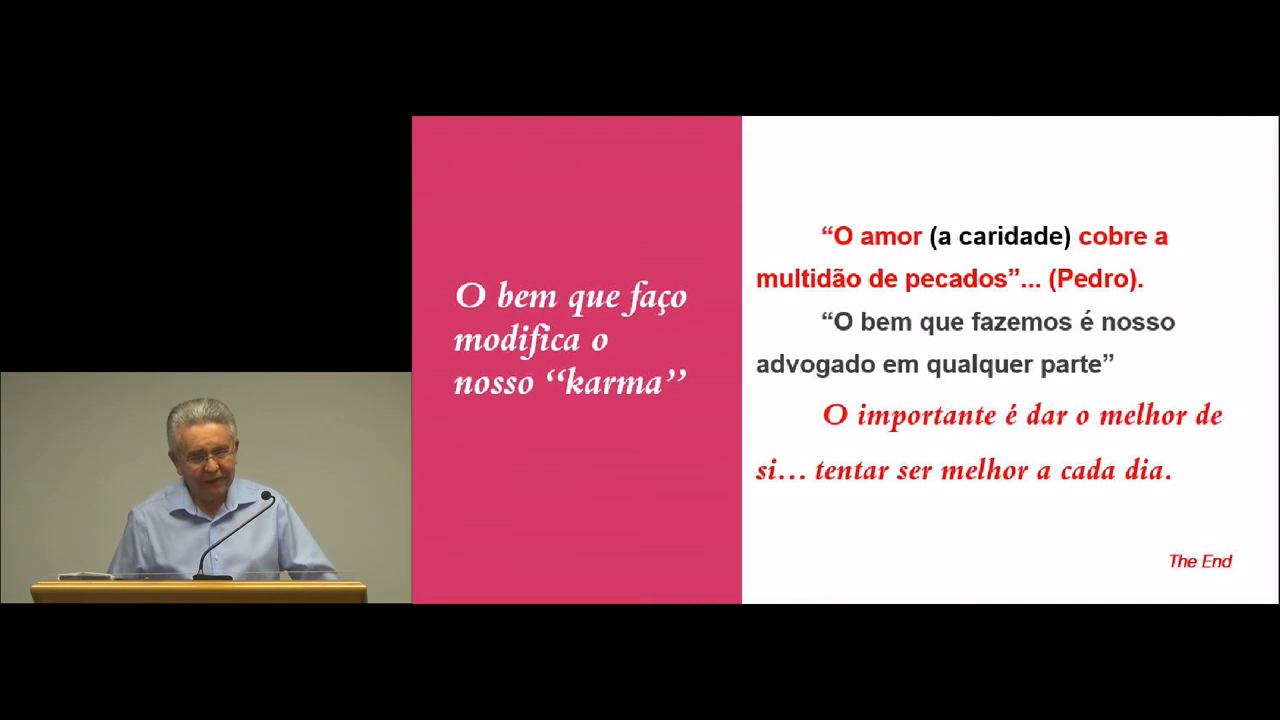 O bem que faço
modifica o
nosso “karma”
“O amor (a caridade) cobre a
multidão de pecados”... (Pedro).
“O bem que fazemos é nosso
advogado em qualquer parte”
O importante é dar o melhor de
si... tentar ser melhor a cada dia.
The End